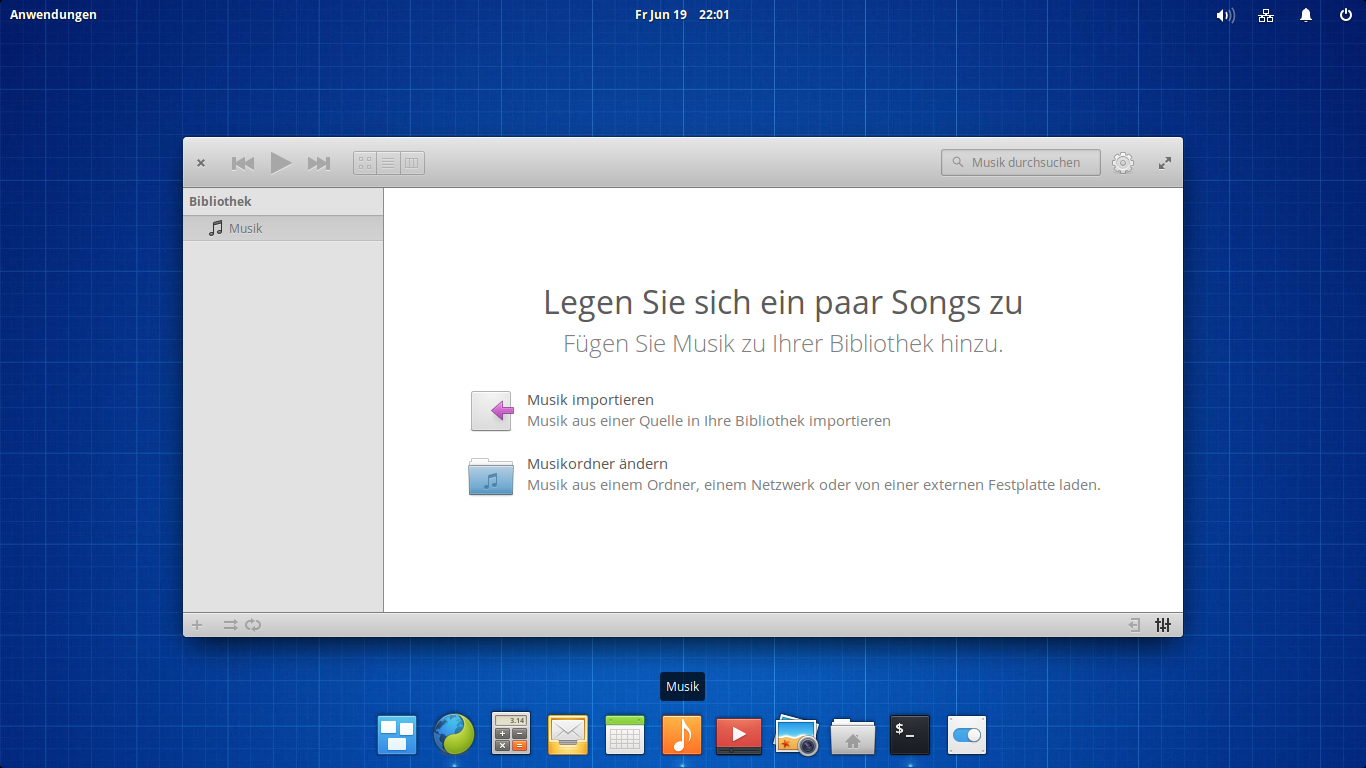 Anwendungen
Fr Jun 19 22:01
Musik durchsuchen
Bibliothek
Musik
Legen Sie sich ein paar Songs zu
Fügen Sie Musik zu Ihrer Bibliothek hinzu.
Musik importieren
Musik aus einer Quelle in Ihre Bibliothek importieren
Musikordner ändern
Musik aus einem Ordner, einem Netzwerk oder von einer externen Festplatte laden.
Musik
3.14
$_